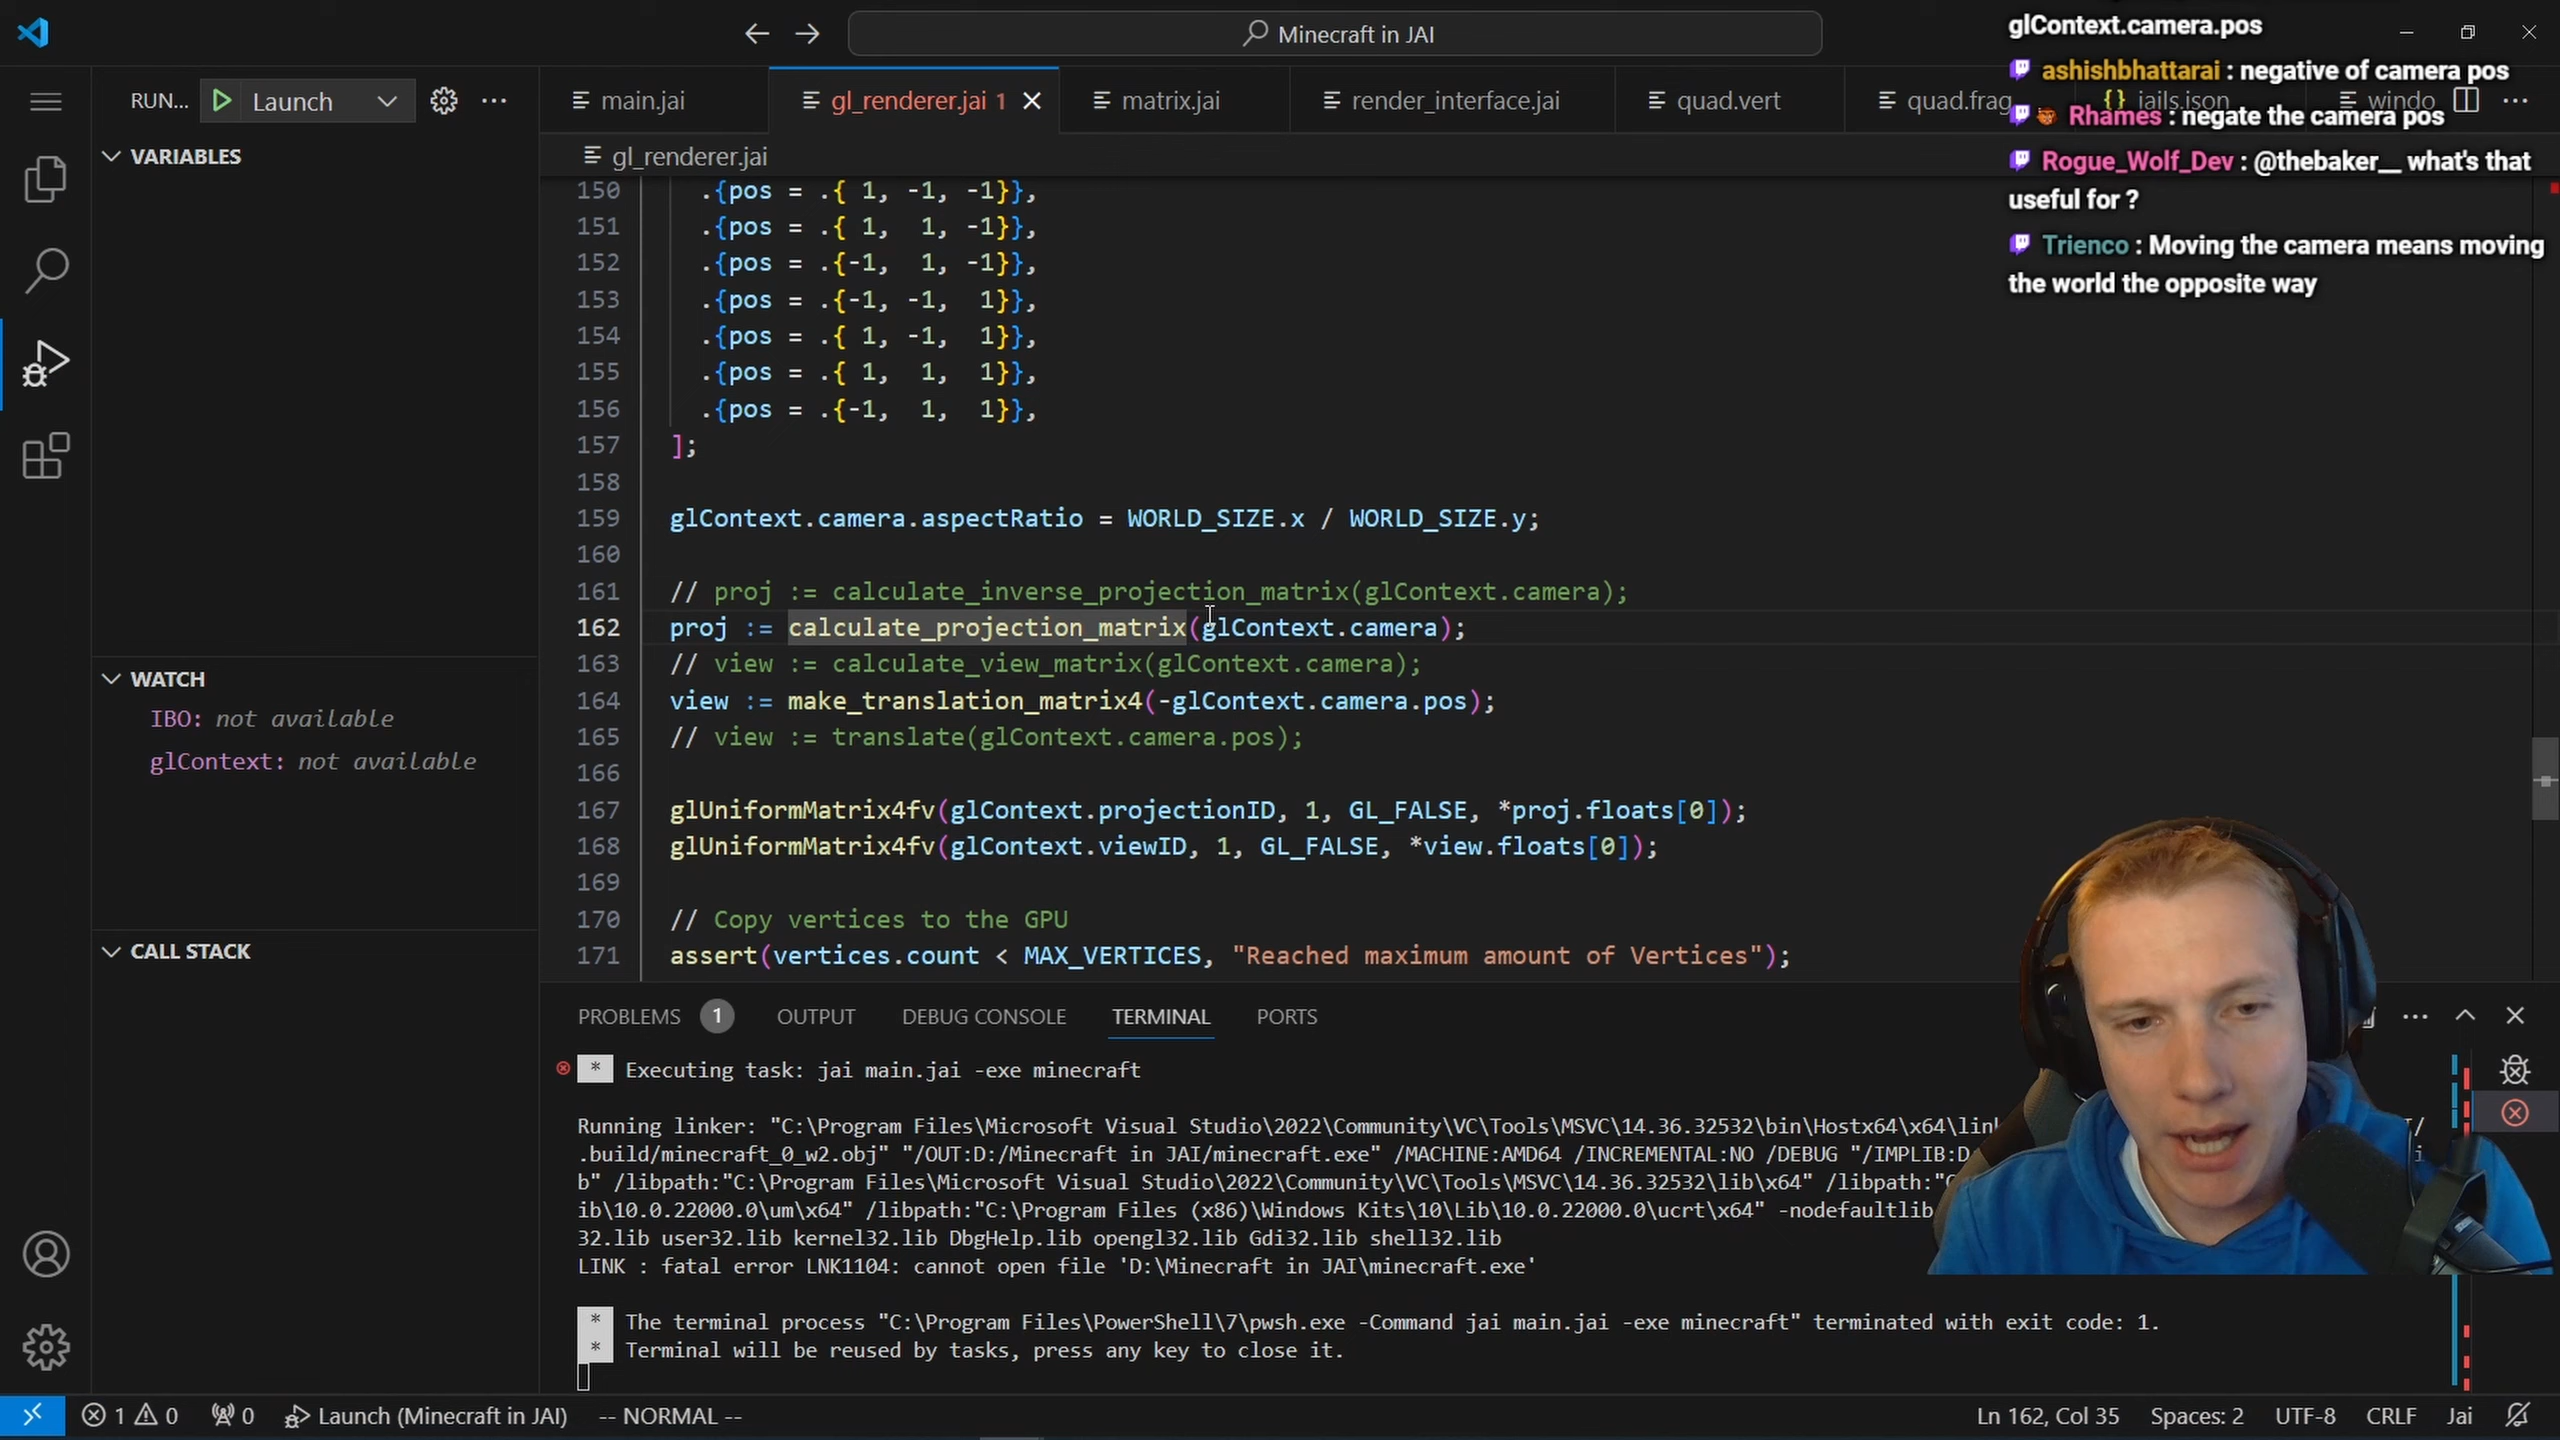 Minecraft in JAI
glContext.camera.pos
ashishbhattarai : negative of camera pos
Rhames : negate the camera pos
Rogue_Wolf_Dev : @thebaker__ what's that
useful for ?
Trienco : Moving the camera means moving
the world the opposite way
RUN... Launch
main.jai gl_renderer.jai 1 matrix.jai render_interface.jai quad.vert quad.frag {} jails.json windo
VARIABLES
gl_renderer.jai
150 .{pos = .{ 1, -1, -1}},
151 .{pos = .{ 1, 1, -1}},
152 .{pos = .{-1, 1, -1}},
153 .{pos = .{-1, -1, 1}},
154 .{pos = .{ 1, -1, 1}},
155 .{pos = .{ 1, 1, 1}},
156 .{pos = .{-1, 1, 1}},
157 ];
158
159 glContext.camera.aspectRatio = WORLD_SIZE.x / WORLD_SIZE.y;
160
161 // proj := calculate_inverse_projection_matrix(glContext.camera);
162 proj := calculate_projection_matrix(glContext.camera);
163 // view := calculate_view_matrix(glContext.camera);
164 view := make_translation_matrix4(-glContext.camera.pos);
165 // view := translate(glContext.camera.pos);
166
167 glUniformMatrix4fv(glContext.projectionID, 1, GL_FALSE, *proj.floats[0]);
168 glUniformMatrix4fv(glContext.viewID, 1, GL_FALSE, *view.floats[0]);
169
170 // Copy vertices to the GPU
171 assert(vertices.count < MAX_VERTICES, "Reached maximum amount of Vertices");
WATCH
IBO: not available
glContext: not available
CALL STACK
PROBLEMS 1 OUTPUT DEBUG CONSOLE TERMINAL PORTS
* Executing task: jai main.jai -exe minecraft
Running linker: "C:\Program Files\Microsoft Visual Studio\2022\Community\VC\Tools\MSVC\14.36.32532\bin\Hostx64\x64\link
.build/minecraft_0_w2.obj" "/OUT:D:/Minecraft in JAI/minecraft.exe" /MACHINE:AMD64 /INCREMENTAL:NO /DEBUG "/IMPLIB:D
b" /libpath:"C:\Program Files\Microsoft Visual Studio\2022\Community\VC\Tools\MSVC\14.36.32532\lib\x64" /libpath:"
ib\10.0.22000.0\um\x64" /libpath:"C:\Program Files (x86)\Windows Kits\10\Lib\10.0.22000.0\ucrt\x64" -nodefaultlib
32.lib user32.lib kernel32.lib DbgHelp.lib opengl32.lib Gdi32.lib shell32.lib
LINK : fatal error LNK1104: cannot open file 'D:\Minecraft in JAI\minecraft.exe'
* The terminal process "C:\Program Files\PowerShell\7\pwsh.exe -Command jai main.jai -exe minecraft" terminated with exit code: 1.
* Terminal will be reused by tasks, press any key to close it.
1 0 0 Launch (Minecraft in JAI) -- NORMAL -- Ln 162, Col 35 Spaces: 2 UTF-8 CRLF Jai